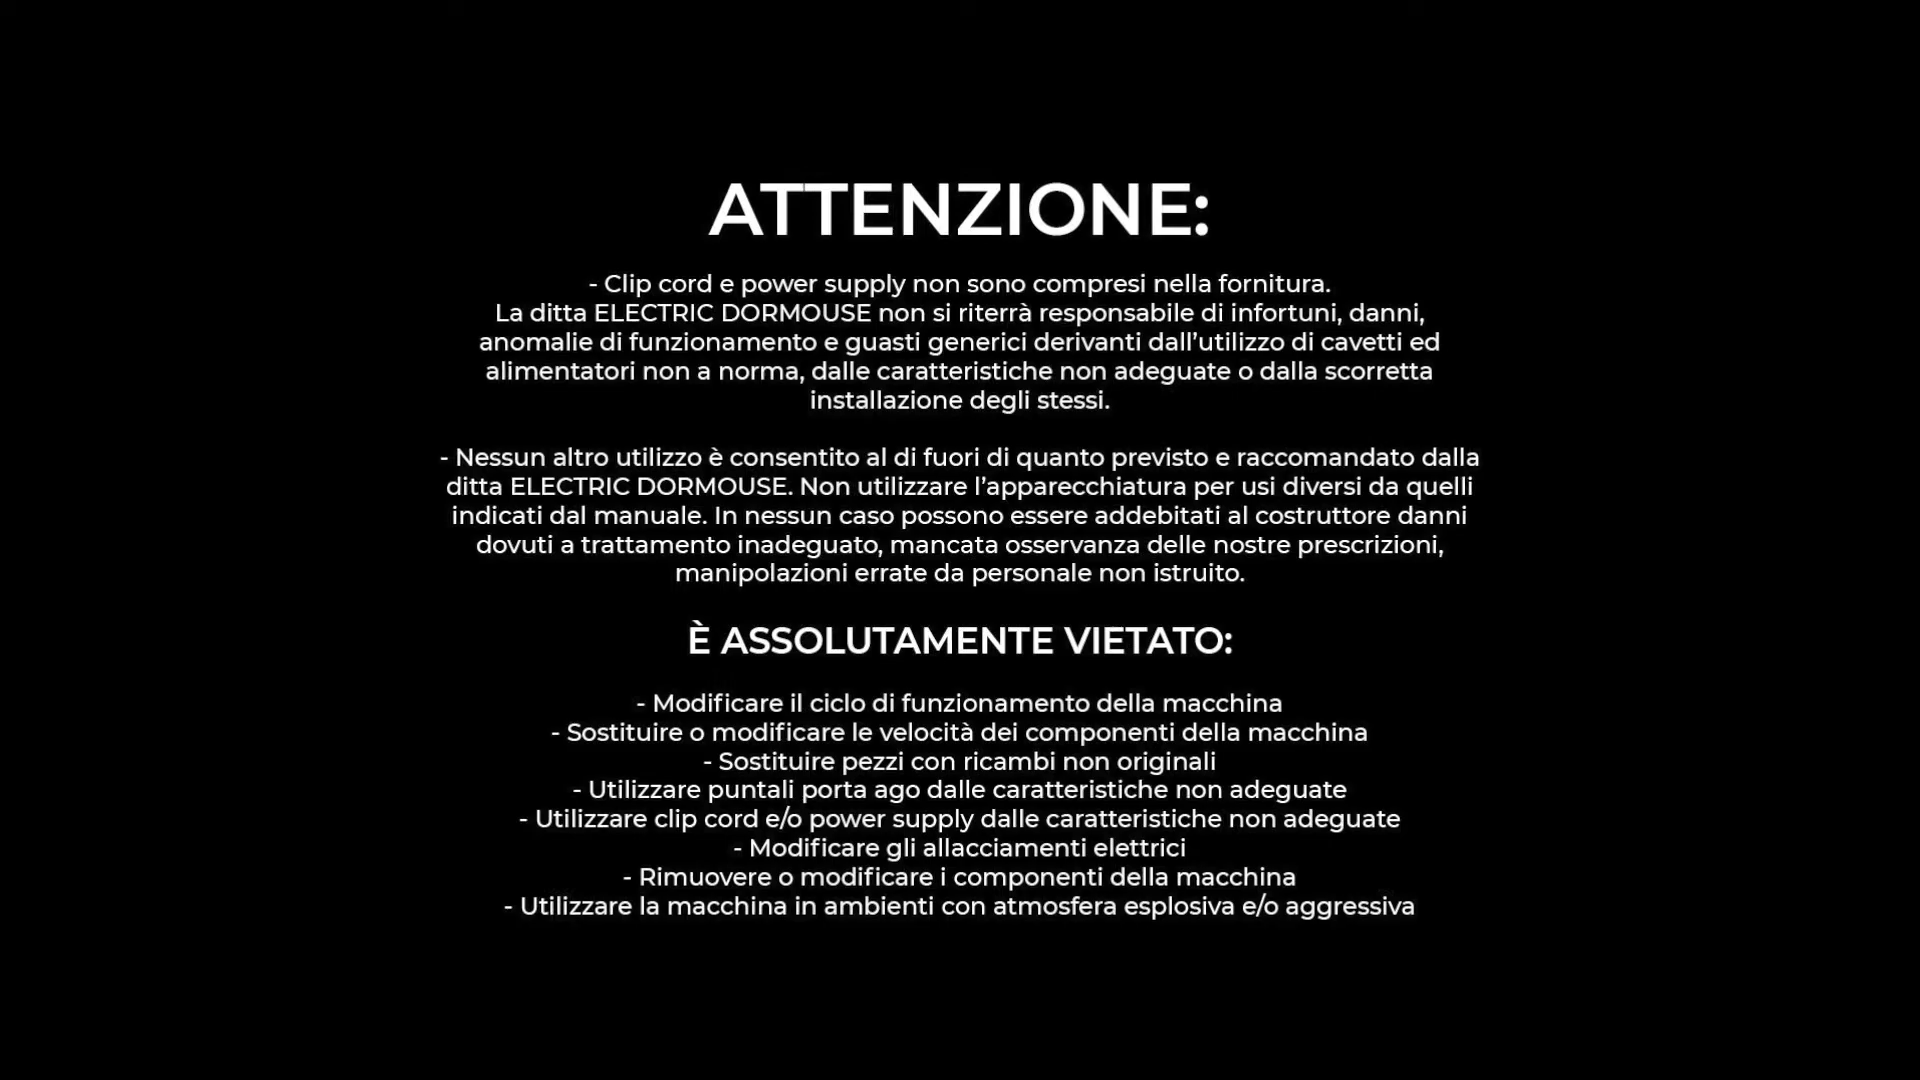 ATTENZIONE:
- Clip cord e power supply non sono compresi nella fornitura.
La ditta ELECTRIC DORMOUSE non si riterrà responsabile di infortuni, danni,
anomalie di funzionamento e guasti generici derivanti dall’utilizzo di cavetti ed
alimentatori non a norma, dalle caratteristiche non adeguate o dalla scorretta
installazione degli stessi.
- Nessun altro utilizzo è consentito al di fuori di quanto previsto e raccomandato dalla
ditta ELECTRIC DORMOUSE. Non utilizzare l’apparecchiatura per usi diversi da quelli
indicati dal manuale. In nessun caso possono essere addebitati al costruttore danni
dovuti a trattamento inadeguato, mancata osservanza delle nostre prescrizioni,
manipolazioni errate da personale non istruito.
È ASSOLUTAMENTE VIETATO:
- Modificare il ciclo di funzionamento della macchina
- Sostituire o modificare le velocità dei componenti della macchina
- Sostituire pezzi con ricambi non originali
- Utilizzare puntali porta ago dalle caratteristiche non adeguate
- Utilizzare clip cord e/o power supply dalle caratteristiche non adeguate
- Modificare gli allacciamenti elettrici
- Rimuovere o modificare i componenti della macchina
- Utilizzare la macchina in ambienti con atmosfera esplosiva e/o aggressiva